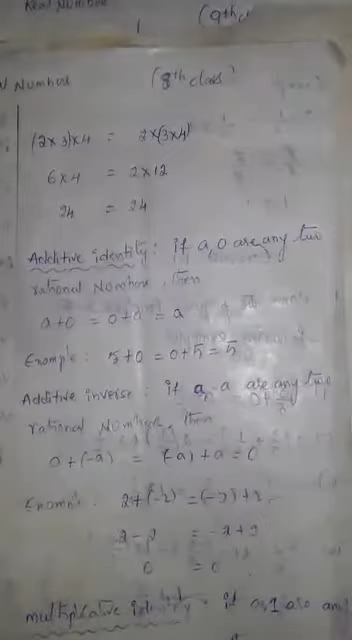 Real Number
1 (9th c
al Numbers (8th class)
(2×3)×4 = 2×(3×4)
6×4 = 2×12
24 = 24
Additive identity: if a, 0 are any two
rational Numbers, then
a+0 = 0+a = a
Example: 5+0 = 0+5 = 5
Additive inverse: if a, -a are any two
rational Numbers, then
a+(-a) = (-a)+a = 0
Example: 2+(-2) = (-2)+2
2-2 = -2+2
0 = 0
multiplicative identity: if a, 1 are any